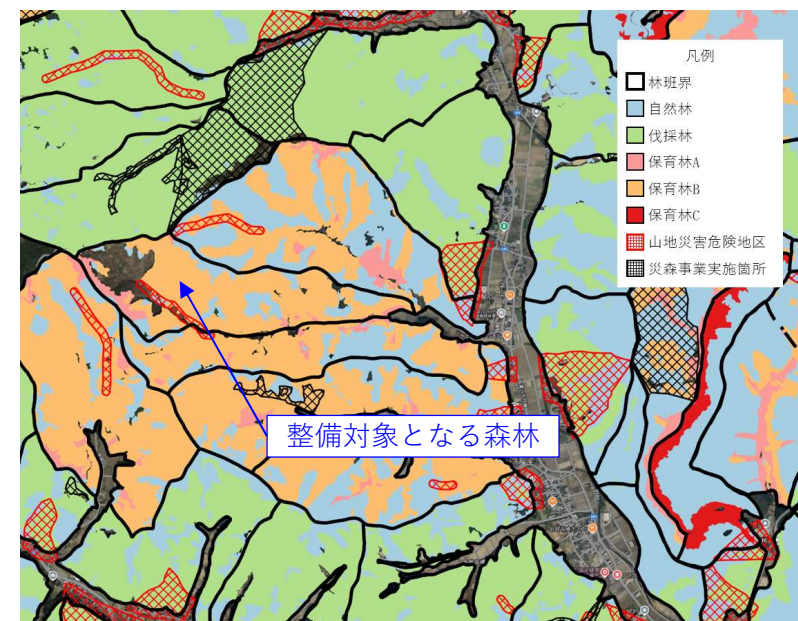 凡例
林班界
自然林
伐採林
保育林A
保育林B
保育林C
山地災害危険地区
災森事業実施箇所
整備対象となる森林